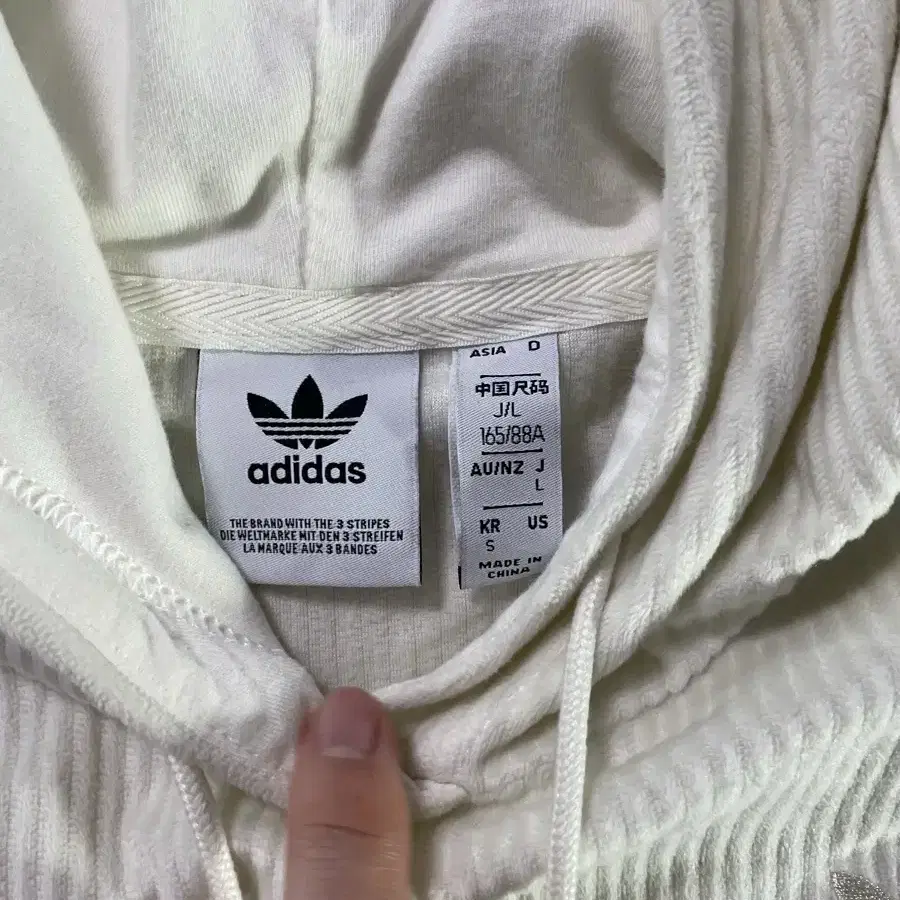 adidas
THE BRAND WITH THE 3 STRIPES
DIE WELTMARKE MIT DEN 3 STREIFEN
LA MARQUE AUX 3 BANDES
ASIA D
中国尺码
J/L
165/88A
AU/NZ J
L
KR US
S
MADE IN
CHINA